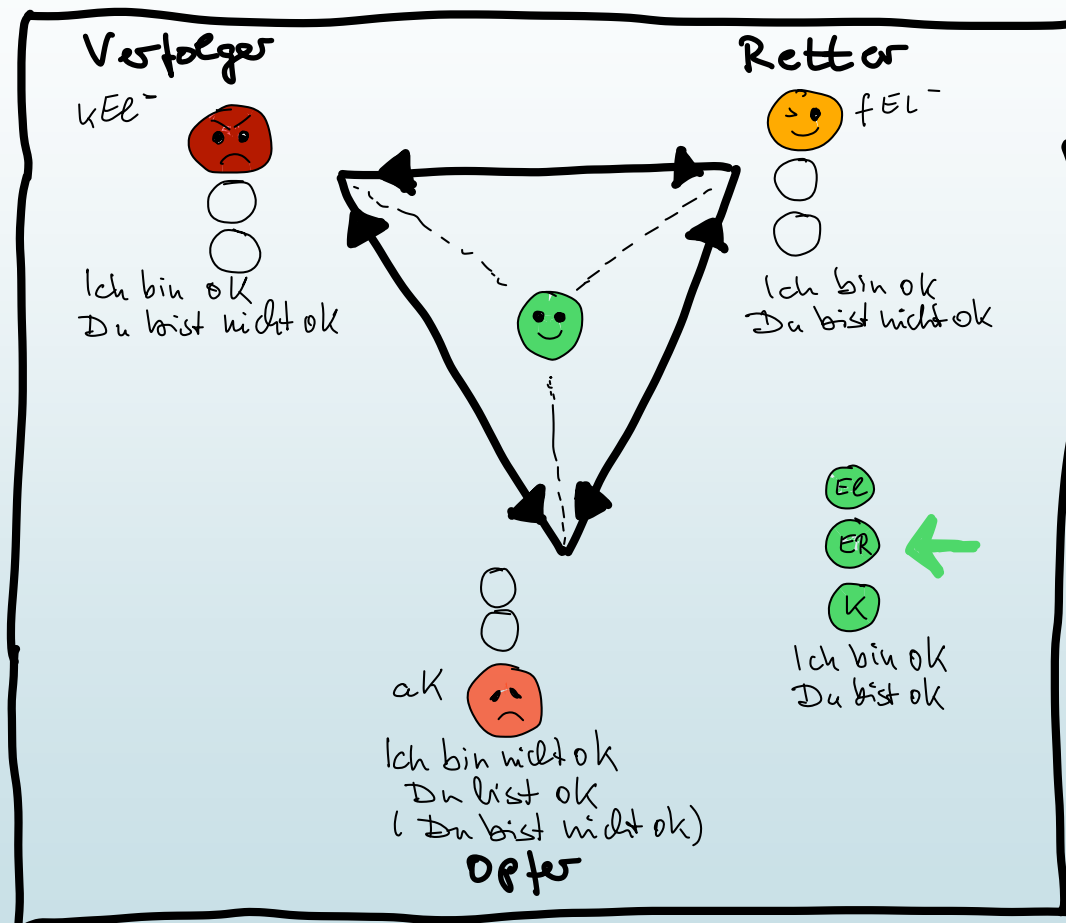 Verfolger
kEl-
Ich bin ok
Du bist nicht ok
Retter
fEL-
Ich bin ok
Du bist nicht ok
El
ER
K
Ich bin ok
Du bist ok
aK
Ich bin nicht ok
Du bist ok
(Du bist nicht ok)
Opfer